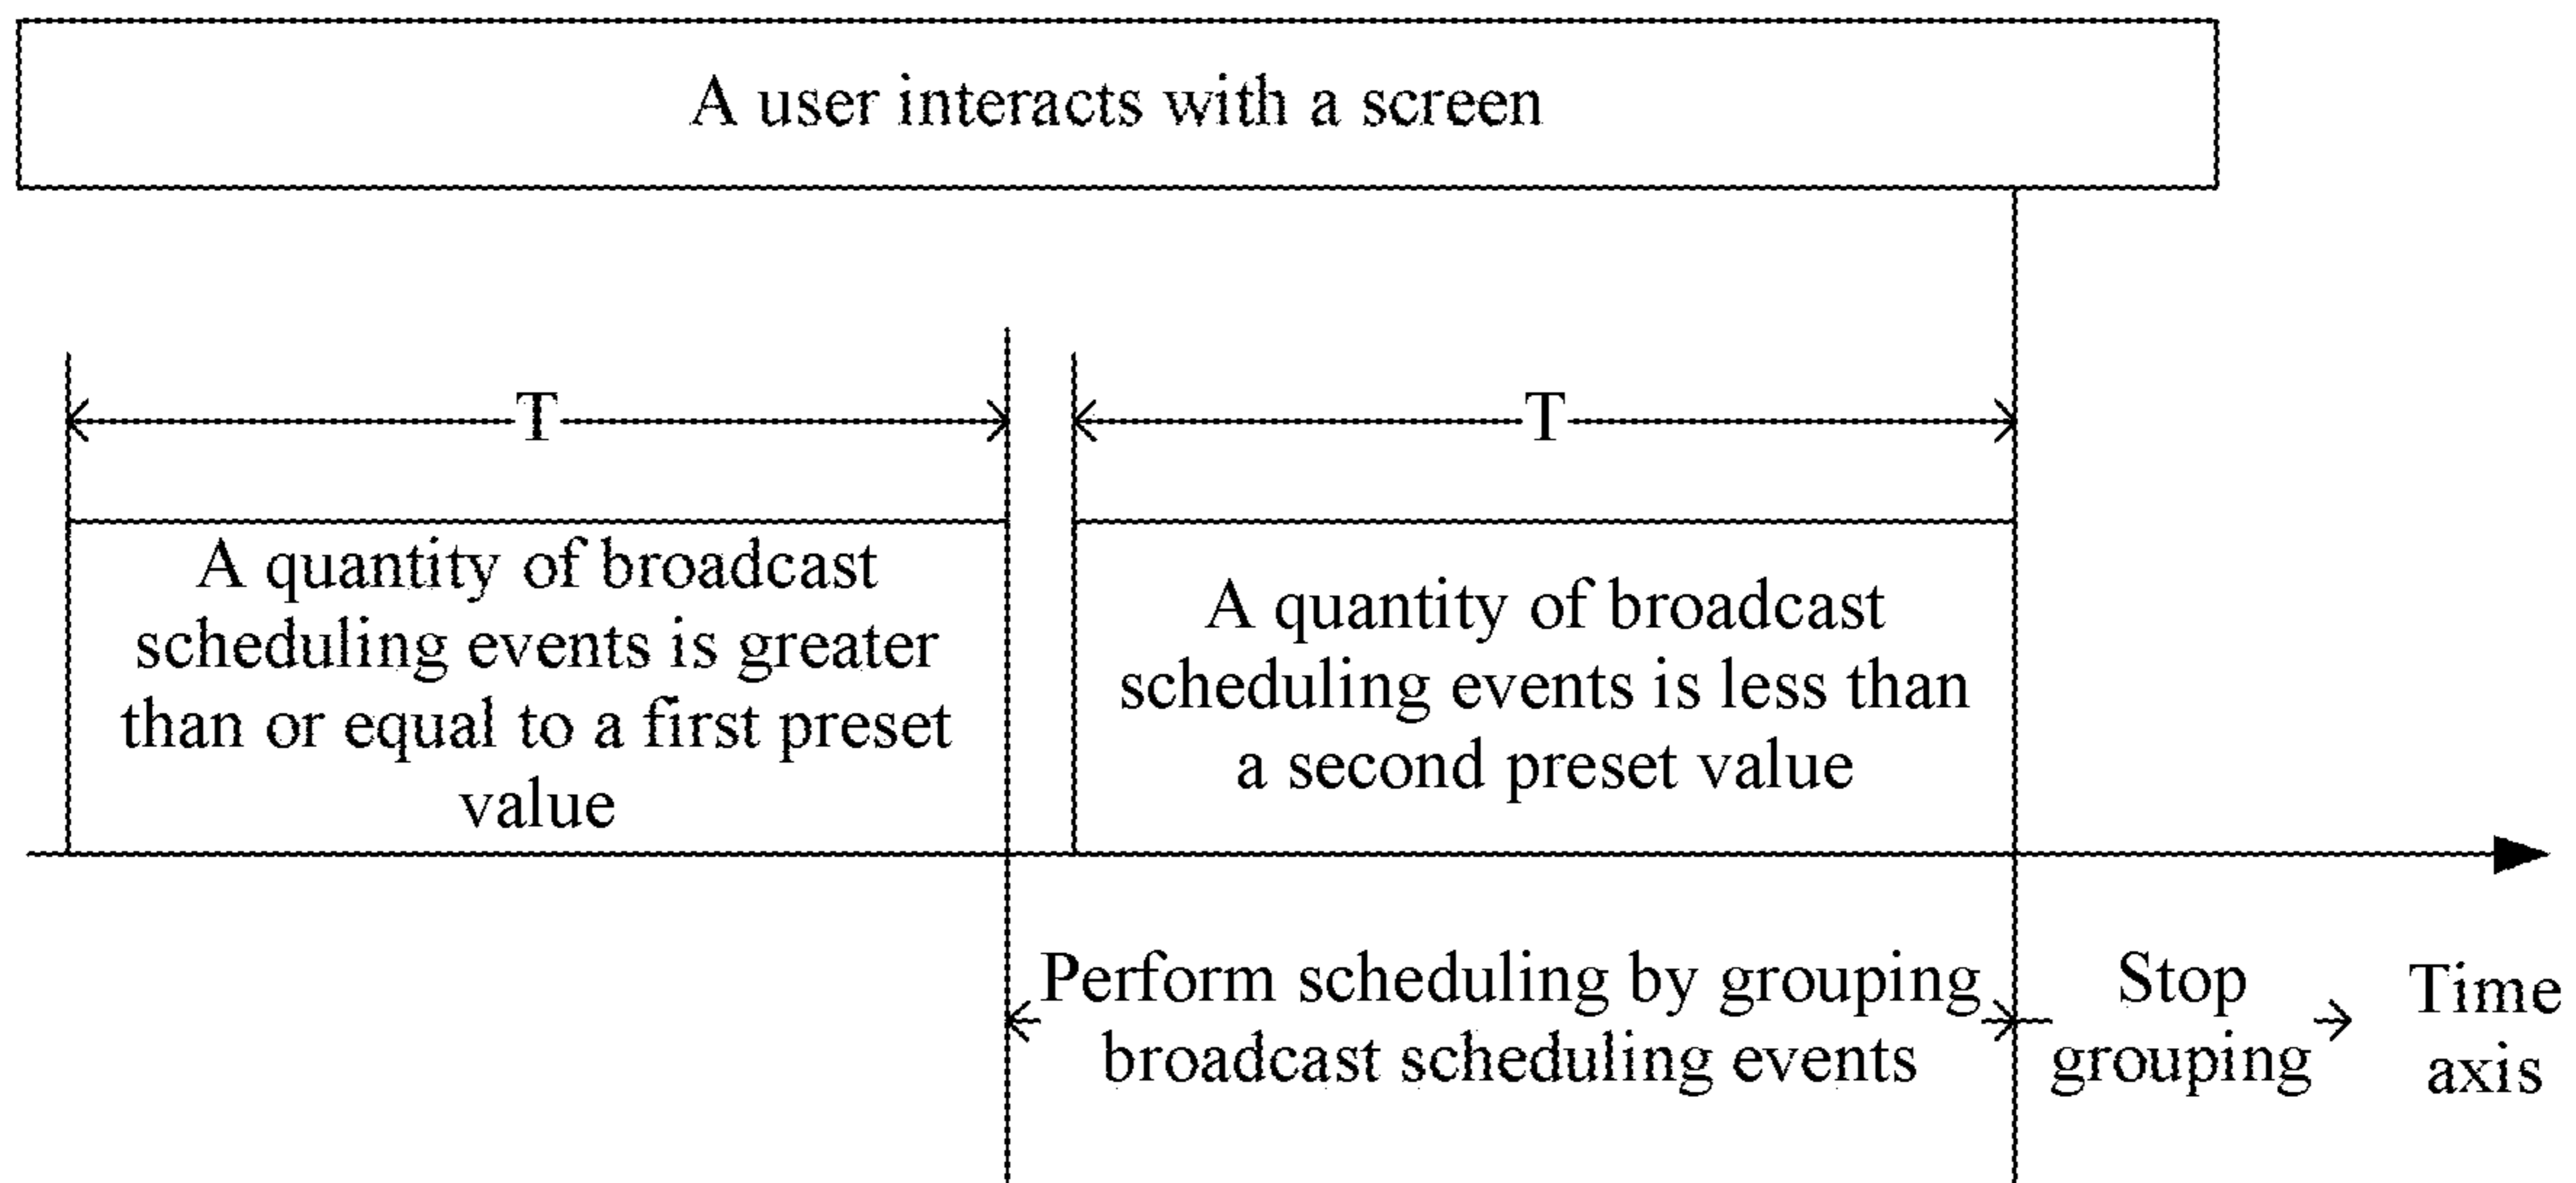 A user interacts with a screen
T
T
A quantity of broadcast
scheduling events is greater
than or equal to a first preset
value
A quantity of broadcast
scheduling events is less than
a second preset value
Perform scheduling by grouping
broadcast scheduling events
Stop
grouping
Time
axis